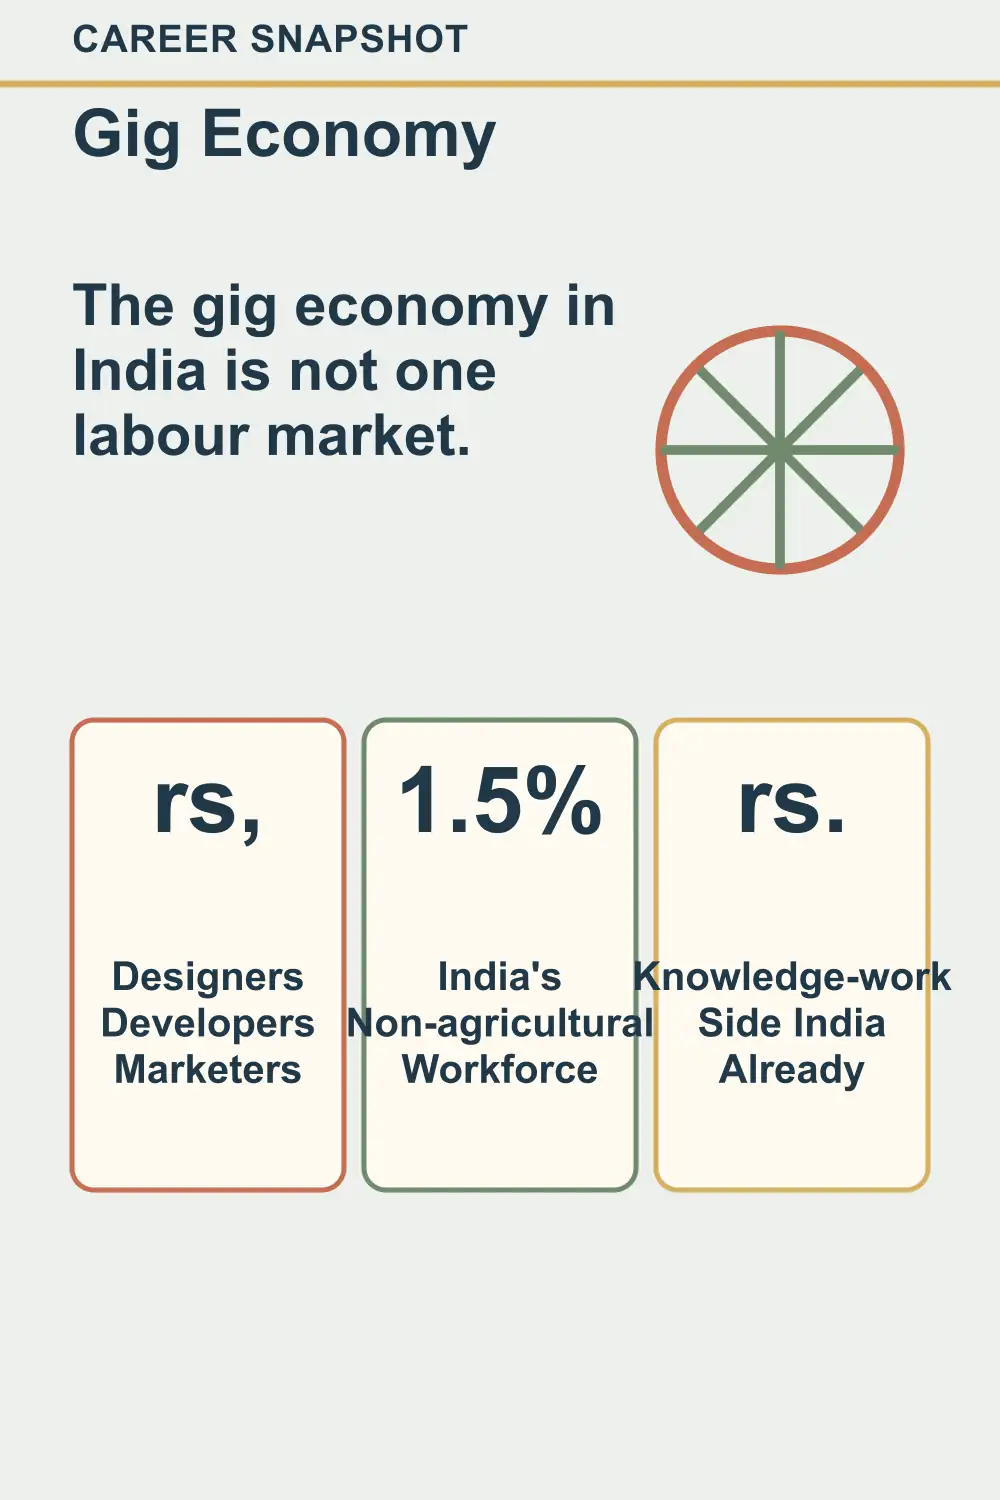 CAREER SNAPSHOT
Gig Economy
The gig economy in
India is not one
labour market.
rs,
Designers
Developers
Marketers
1.5%
India's
Non-agricultural
Workforce
rs.
Knowledge-work
Side India
Already